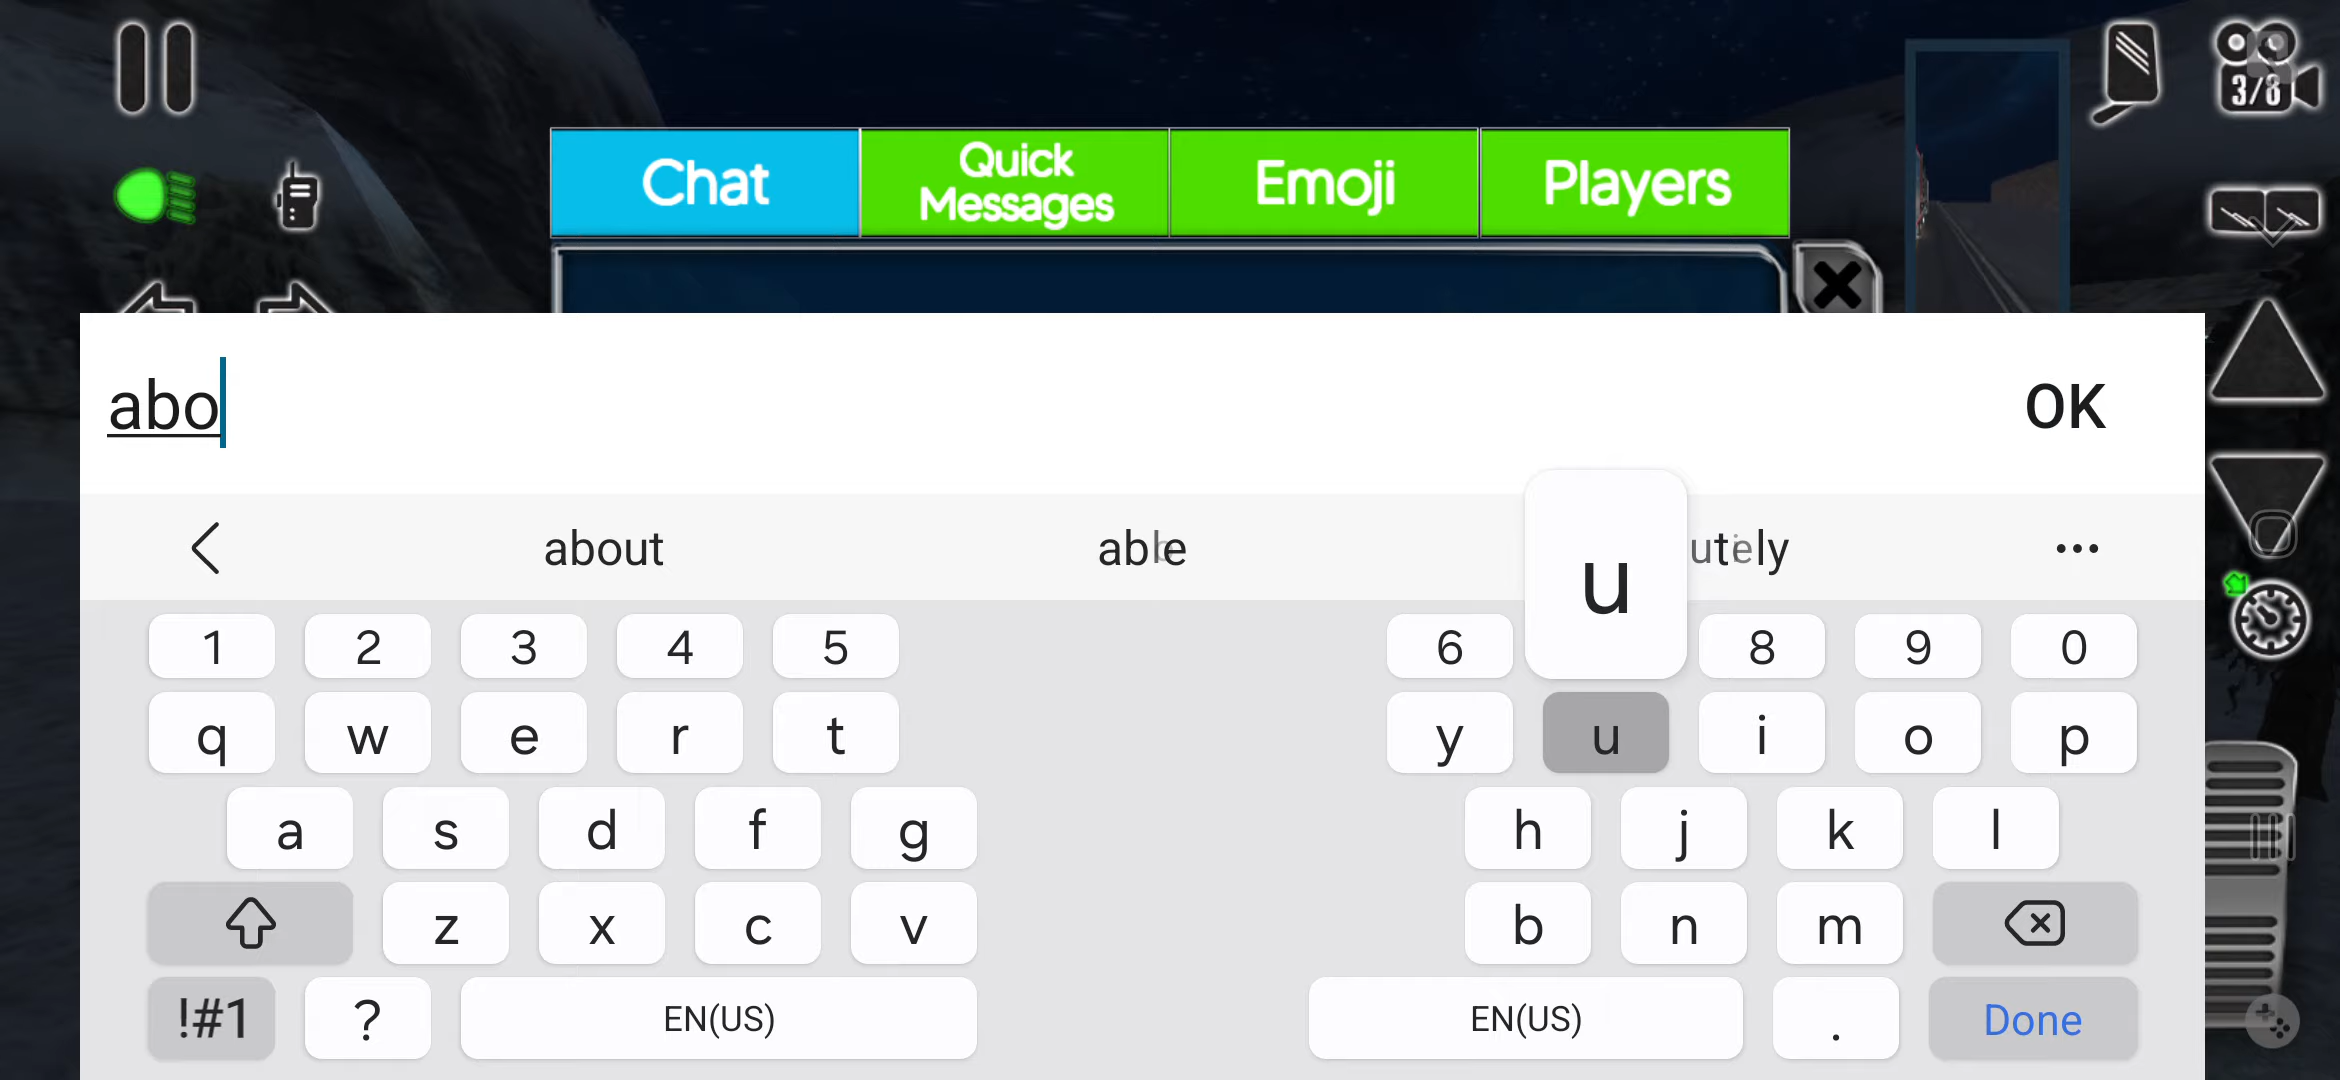 3/8
Chat
Quick
Messages
Emoji
Players
abo
OK
about
able
utely
u
1 2 3 4 5 6 8 9 0
q w e r t y u i o p
a s d f g h j k l
z x c v b n m
!#1 ? EN(US) EN(US) . Done